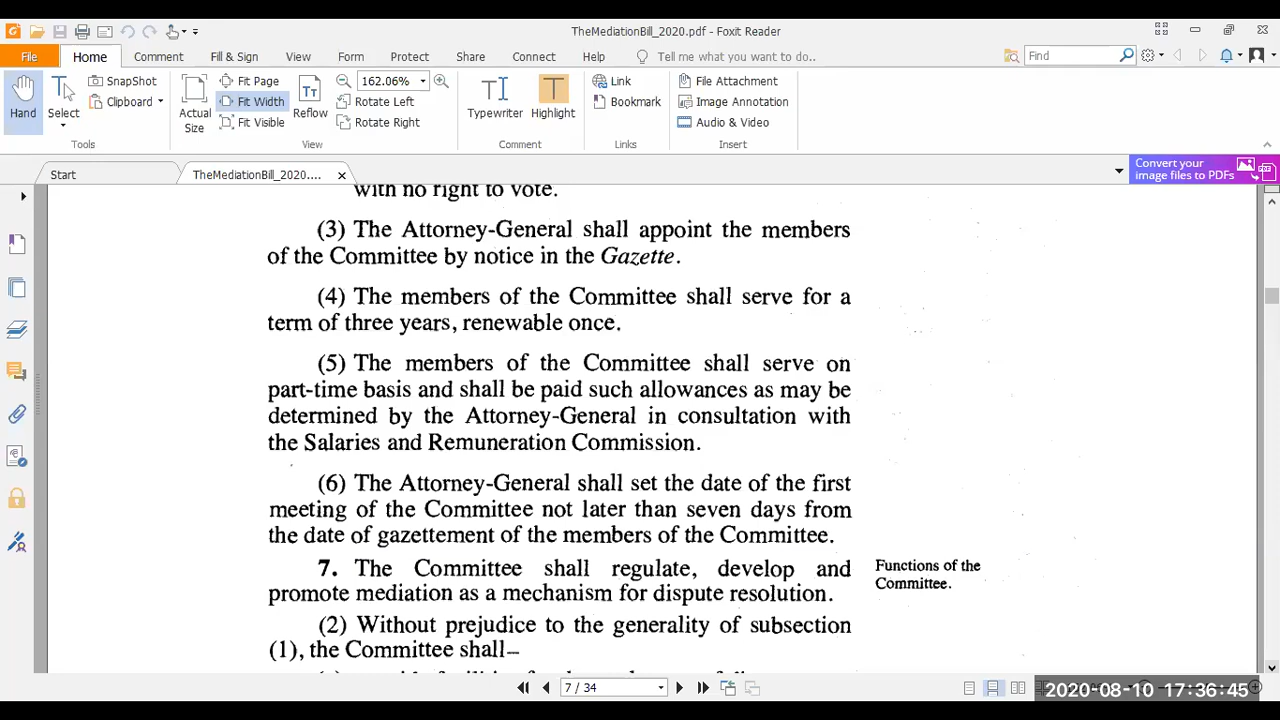 TheMediationBill_2020.pdf - Foxit Reader
File Home Comment Fill & Sign View Form Protect Share Connect Help Tell me what you want to do.. Find
Hand
Select
SnapShot
Clipboard
Tools
Actual Size
Fit Page
Fit Width
Fit Visible
Reflow
162.06%
Rotate Left
Rotate Right
View
Typewriter
Highlight
Comment
Link
Bookmark
Links
File Attachment
Image Annotation
Audio & Video
Insert
Start
TheMediationBill_2020....
Convert your
image files to PDFs
with no right to vote.
(3) The Attorney-General shall appoint the members
of the Committee by notice in the Gazette.
(4) The members of the Committee shall serve for a
term of three years, renewable once.
(5) The members of the Committee shall serve on
part-time basis and shall be paid such allowances as may be
determined by the Attorney-General in consultation with
the Salaries and Remuneration Commission.
(6) The Attorney-General shall set the date of the first
meeting of the Committee not later than seven days from
the date of gazettement of the members of the Committee.
7. The Committee shall regulate, develop and
promote mediation as a mechanism for dispute resolution.
Functions of the
Committee.
(2) Without prejudice to the generality of subsection
(1), the Committee shall–
7 / 34
2020-08-10 17:36:45